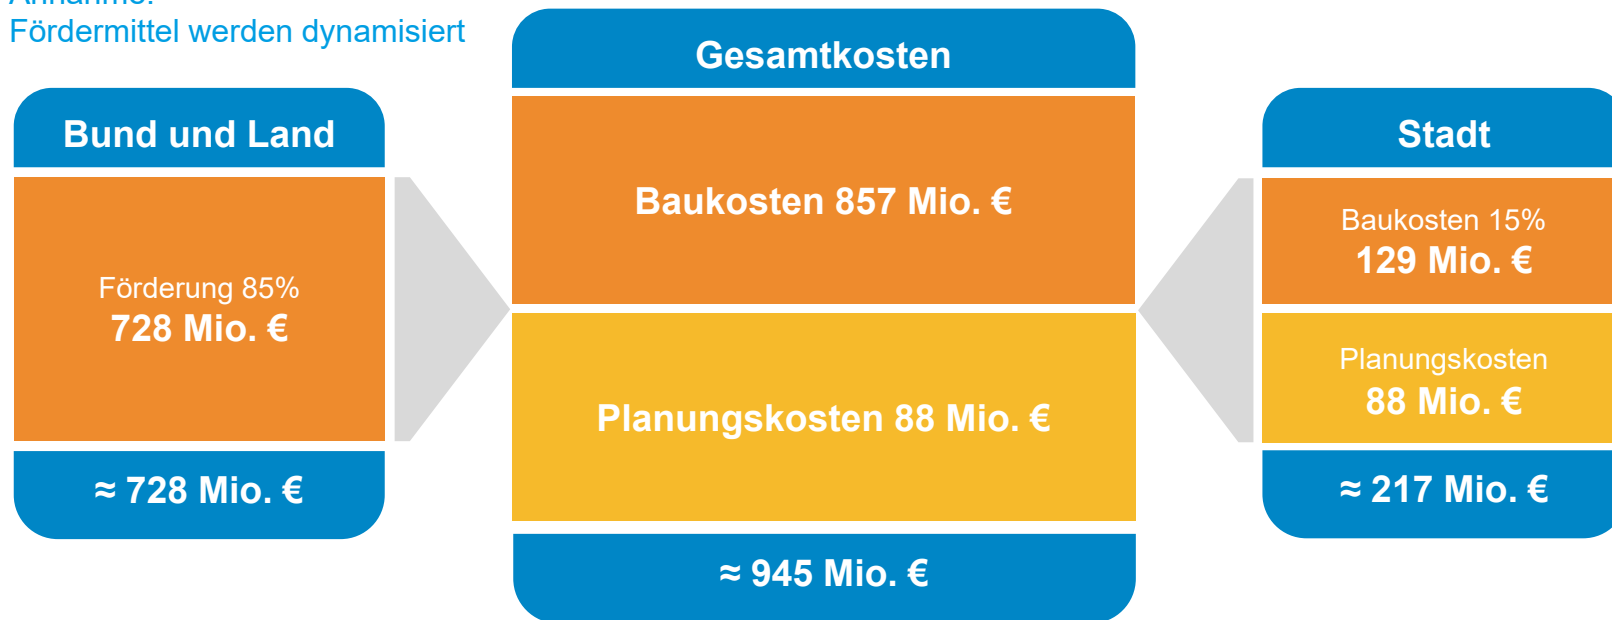 Annahme:
Fördermittel werden dynamisiert
Gesamtkosten
Baukosten 857 Mio. €
Planungskosten 88 Mio. €
≈ 945 Mio. €
Bund und Land
Förderung 85%
728 Mio. €
≈ 728 Mio. €
Stadt
Baukosten 15%
129 Mio. €
Planungskosten
88 Mio. €
≈ 217 Mio. €